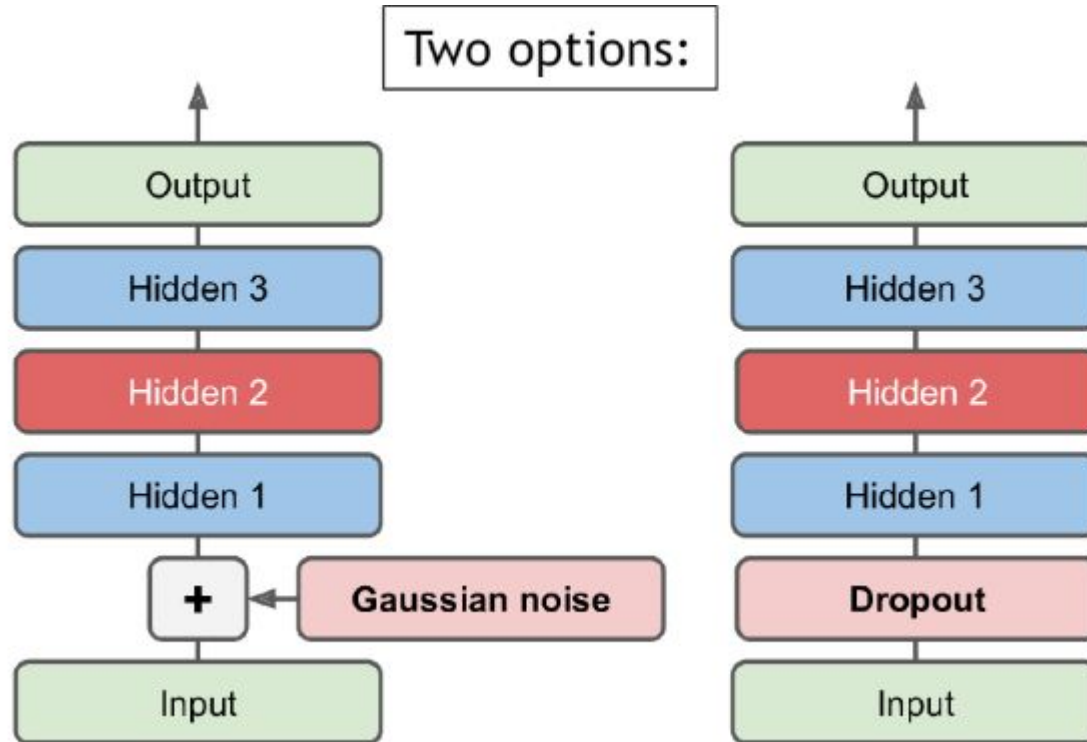 Two options:
Output
Hidden 3
Hidden 2
Hidden 1
+
Gaussian noise
Input
Output
Hidden 3
Hidden 2
Hidden 1
Dropout
Input